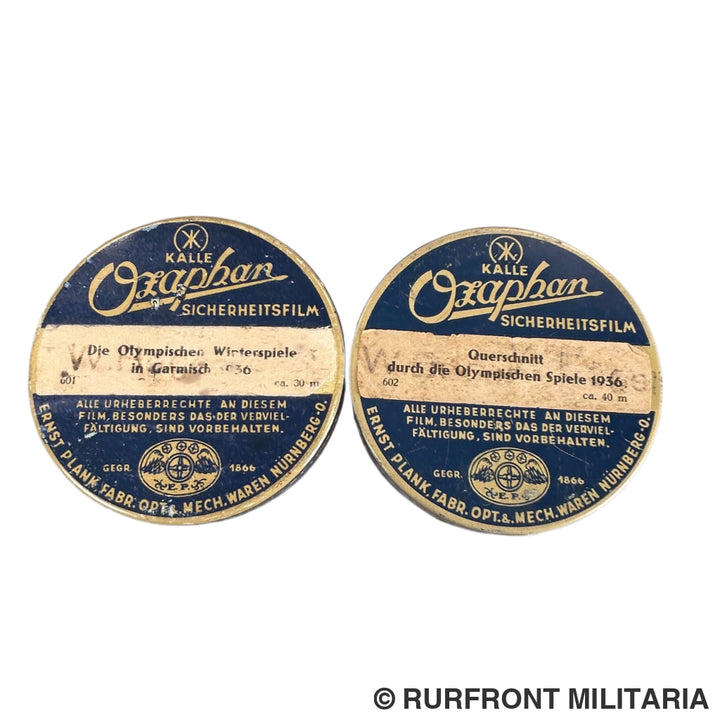 KALLE
Ozaphan
SICHERHEITSFILM
Die Olympischen Winterspiele
in Garmisch 1936
601 ca. 30 m
ALLE URHEBERRECHTE AN DIESEM
FILM, BESONDERS DAS DER VERVIEL-
FÄLTIGUNG, SIND VORBEHALTEN.
GEGR. 1866
E.P.
ERNST PLANK, FABR. OPT. & MECH. WAREN NÜRNBERG-O.
KALLE
Ozaphan
SICHERHEITSFILM
Querschnitt
durch die Olympischen Spiele 1936
602 ca. 40 m
ALLE URHEBERRECHTE AN DIESEM
FILM, BESONDERS DAS DER VERVIEL-
FÄLTIGUNG, SIND VORBEHALTEN.
GEGR. 1866
E.P.
ERNST PLANK, FABR. OPT. & MECH. WAREN NÜRNBERG-O.
© RURFRONT MILITARIA